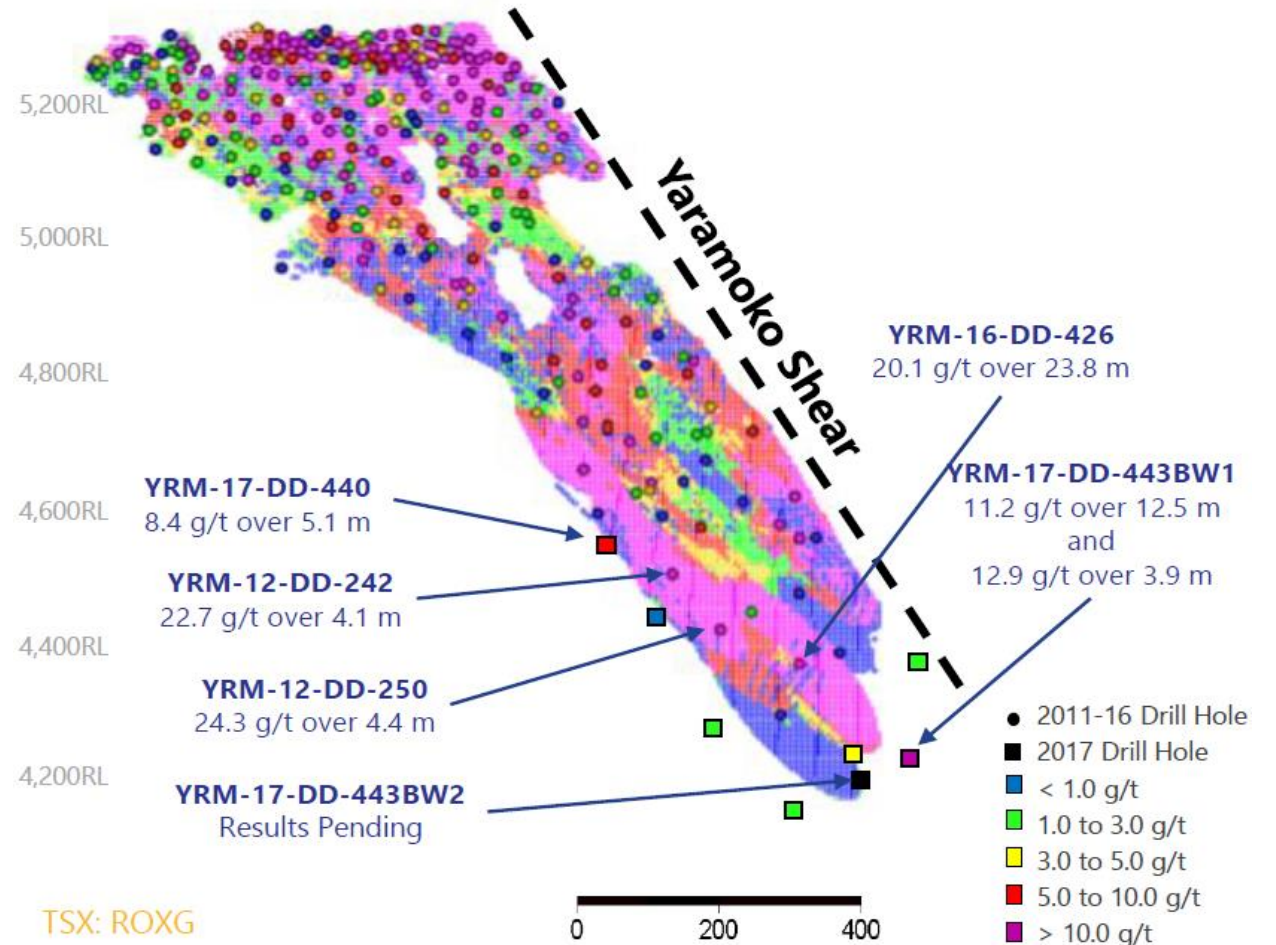 5,200RL
Yaramoko Shear
5,000RL
YRM-16-DD-426
20.1 g/t over 23.8 m
4,800RL
YRM-17-DD-443BW1
11.2 g/t over 12.5 m
and
12.9 g/t over 3.9 m
YRM-17-DD-440
8.4 g/t over 5.1 m
4,600RL
YRM-12-DD-242
22.7 g/t over 4.1 m
4,400RL
YRM-12-DD-250
24.3 g/t over 4.4 m
4,200RL
YRM-17-DD-443BW2
Results Pending
2011-16 Drill Hole
2017 Drill Hole
< 1.0 g/t
1.0 to 3.0 g/t
3.0 to 5.0 g/t
5.0 to 10.0 g/t
> 10.0 g/t
TSX: ROXG
0 200 400